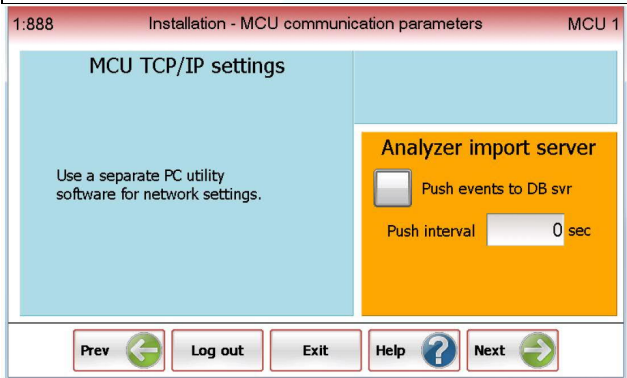 1:888 Installation - MCU communication parameters MCU 1
MCU TCP/IP settings
Use a separate PC utility
software for network settings.
Analyzer import server
Push events to DB svr
Push interval 0 sec
Prev Log out Exit Help ? Next